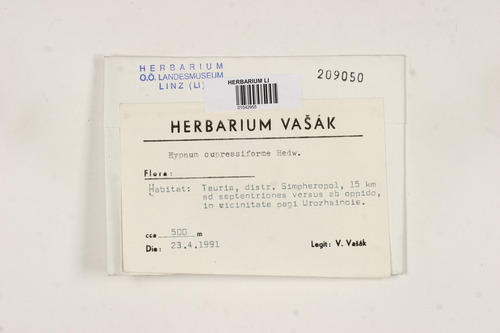 HERBARIUM
O.Ö. LANDESMUSEUM
LINZ (LI)
HERBARIUM LI
01042955
209050
HERBARIUM VAŠÁK
Hypnum cupressiforme Hedw.
Flora:
Habitat: Tauria, distr. Simpheropol, 15 km
ad septentriones versus ab oppido,
in vicinitate pagi Urozhainoie.
cca 500 m
Die: 23.4.1991
Legit: V. Vašák